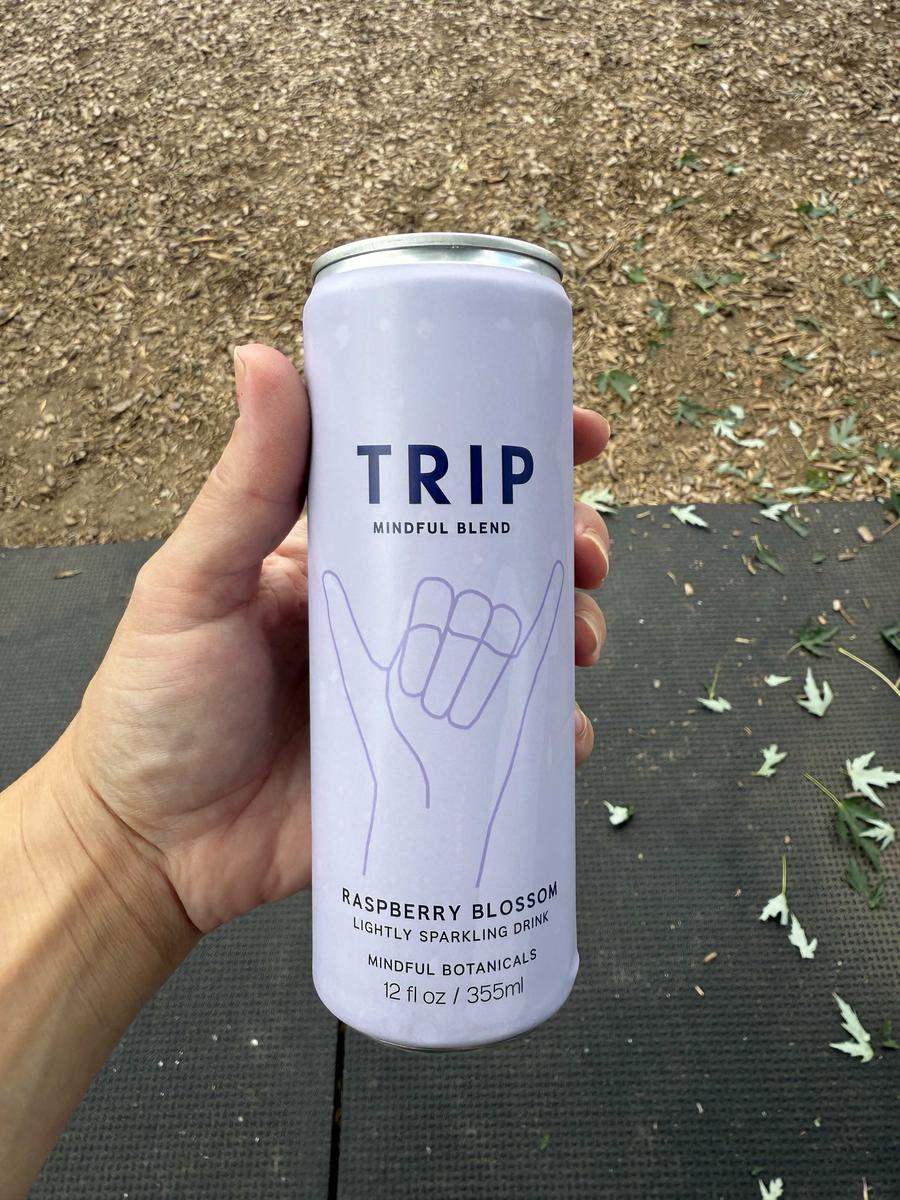 TRIP
MINDFUL BLEND
RASPBERRY BLOSSOM
LIGHTLY SPARKLING DRINK
MINDFUL BOTANICALS
12 fl oz / 355ml